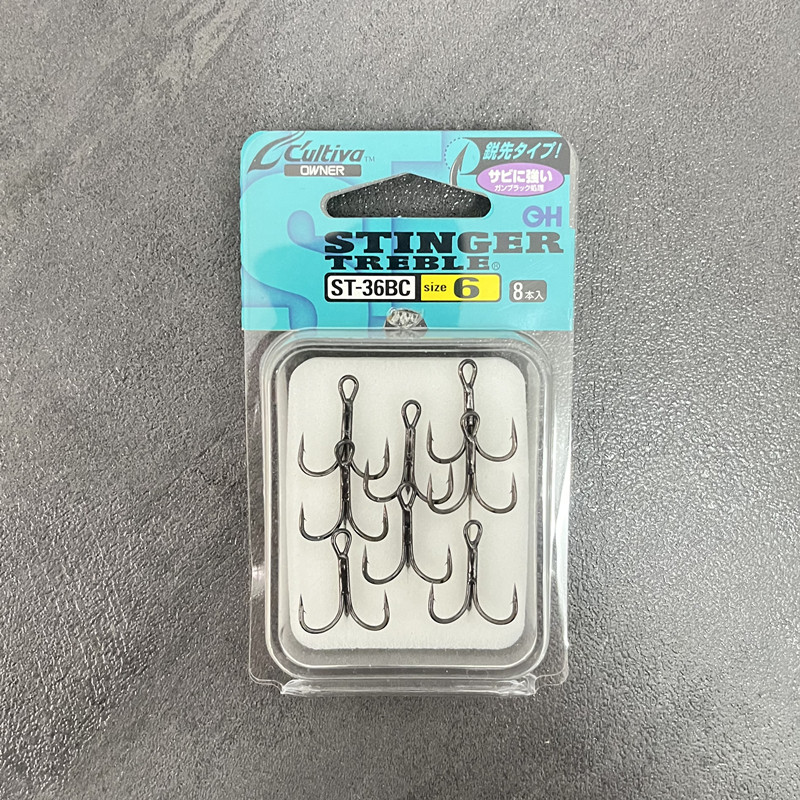 C'ultiva™
OWNER
鋭先タイプ!
サビに強い
ガンブラック処理
OH
STINGER
TREBLE®
ST-36BC size 6 8本入